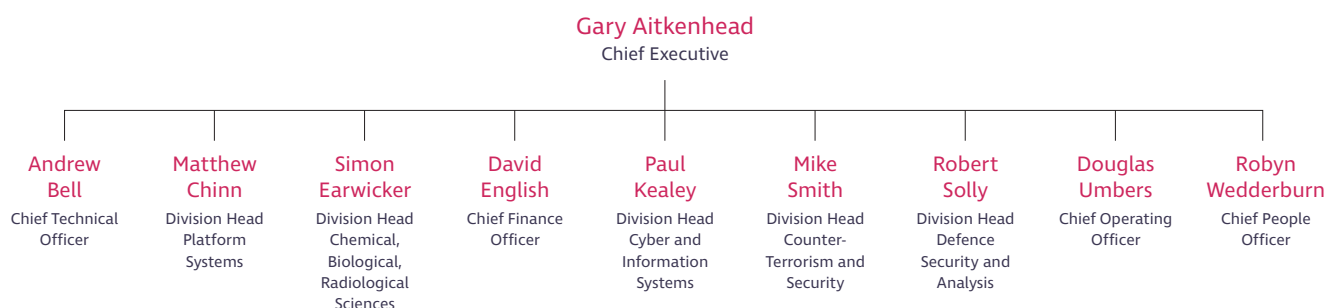 Gary Aitkenhead
Chief Executive
Andrew
Bell
Chief Technical
Officer
Matthew
Chinn
Division Head
Platform
Systems
Simon
Earwicker
Division Head
Chemical,
Biological,
Radiological
Sciences
David
English
Chief Finance
Officer
Paul
Kealey
Division Head
Cyber and
Information
Systems
Mike
Smith
Division Head
Counter-
Terrorism and
Security
Robert
Solly
Division Head
Defence
Security and
Analysis
Douglas
Umbers
Chief Operating
Officer
Robyn
Wedderburn
Chief People
Officer